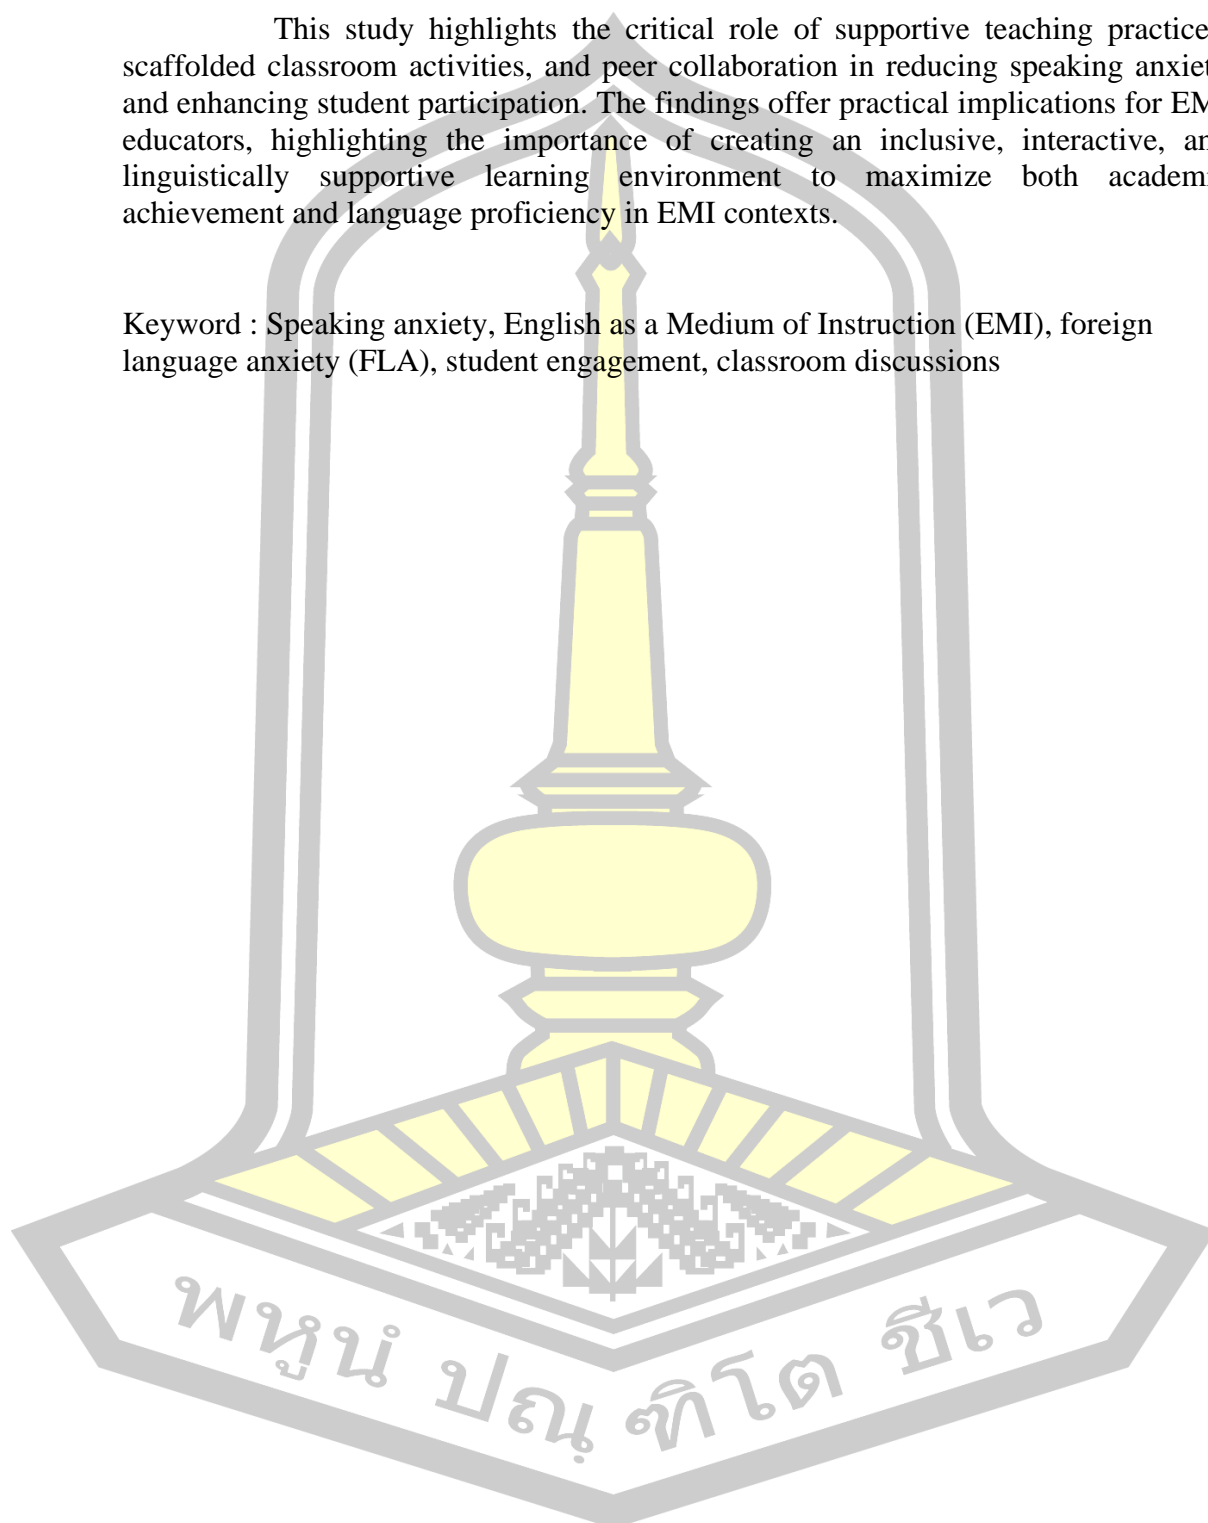 This study highlights the critical role of supportive teaching practice
scaffolded classroom activities, and peer collaboration in reducing speaking anxiet
and enhancing student participation. The findings offer practical implications for EM
educators, highlighting the importance of creating an inclusive, interactive, an
linguistically supportive learning environment to maximize both academ
achievement and language proficiency in EMI contexts.
Keyword : Speaking anxiety, English as a Medium of Instruction (EMI), foreign
language anxiety (FLA), student engagement, classroom discussions
พหูนํ ปณฺ ฑิโต ชีเว